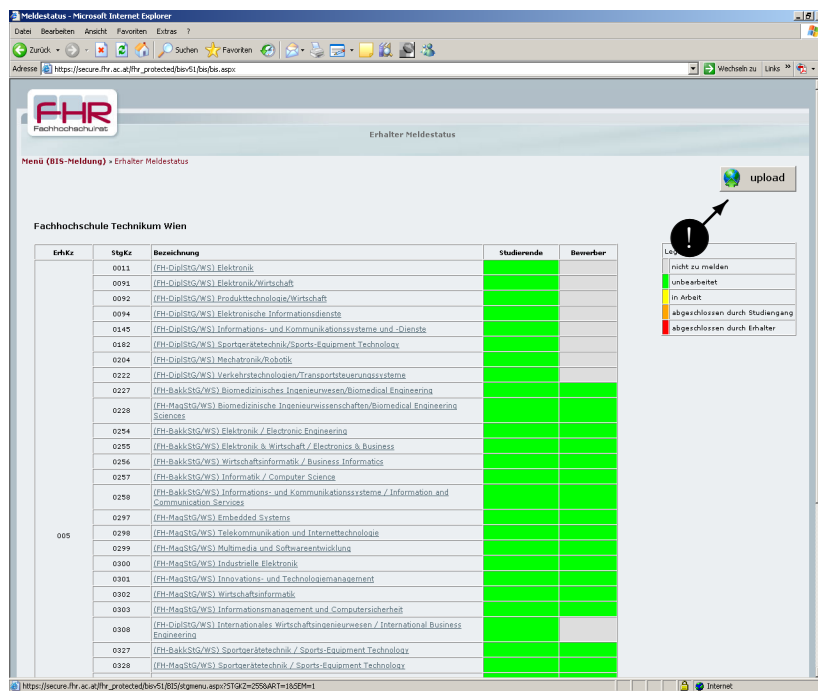 Meldestatus - Microsoft Internet Explorer
Datei Bearbeiten Ansicht Favoriten Extras ?
Zurück Suchen Favoriten
Adresse https://secure.fhr.ac.at/fhr_protected/bisv51/bis/bis.aspx Wechseln zu Links »
FHR
Fachhochschulrat
Erhalter Meldestatus
Menü (BIS-Meldung) » Erhalter Meldestatus
upload
!
Fachhochschule Technikum Wien
ErhKz StgKz Bezeichnung Studierende Bewerber
005
0011 (FH-DiplStG/WS) Elektronik
0091 (FH-DiplStG/WS) Elektronik/Wirtschaft
0092 (FH-DiplStG/WS) Produkttechnologie/Wirtschaft
0094 (FH-DiplStG/WS) Elektronische Informationsdienste
0145 (FH-DiplStG/WS) Informations- und Kommunikationssysteme und -Dienste
0182 (FH-DiplStG/WS) Sportgerätetechnik/Sports-Equipment Technology
0204 (FH-DiplStG/WS) Mechatronik/Robotik
0222 (FH-DiplStG/WS) Verkehrstechnologien/Transportsteuerungssysteme
0227 (FH-BakkStG/WS) Biomedizinisches Ingenieurwesen/Biomedical Engineering
0228 (FH-MagStG/WS) Biomedizinische Ingenieurwissenschaften/Biomedical Engineering
Sciences
0254 (FH-BakkStG/WS) Elektronik / Electronic Engineering
0255 (FH-BakkStG/WS) Elektronik & Wirtschaft / Electronics & Business
0256 (FH-BakkStG/WS) Wirtschaftsinformatik / Business Informatics
0257 (FH-BakkStG/WS) Informatik / Computer Science
0258 (FH-BakkStG/WS) Informations- und Kommunikationssysteme / Information and
Communication Services
0297 (FH-MagStG/WS) Embedded Systems
0298 (FH-MagStG/WS) Telekommunikation und Internettechnologie
0299 (FH-MagStG/WS) Multimedia und Softwareentwicklung
0300 (FH-MagStG/WS) Industrielle Elektronik
0301 (FH-MagStG/WS) Innovations- und Technologiemanagement
0302 (FH-MagStG/WS) Wirtschaftsinformatik
0303 (FH-MagStG/WS) Informationsmanagement und Computersicherheit
0308 (FH-DiplStG/WS) Internationales Wirtschaftsingenieurwesen / International Business
Engineering
0327 (FH-BakkStG/WS) Sportgerätetechnik / Sports-Equipment Technology
0328 (FH-MagStG/WS) Sportgerätetechnik / Sports-Equipment Technology
nicht zu melden
unbearbeitet
in Arbeit
abgeschlossen durch Studiengang
abgeschlossen durch Erhalter
https://secure.fhr.ac.at/fhr_protected/bisv51/BIS/stgmenu.aspx?STGKZ=255&ART=1&SEM=1 Internet